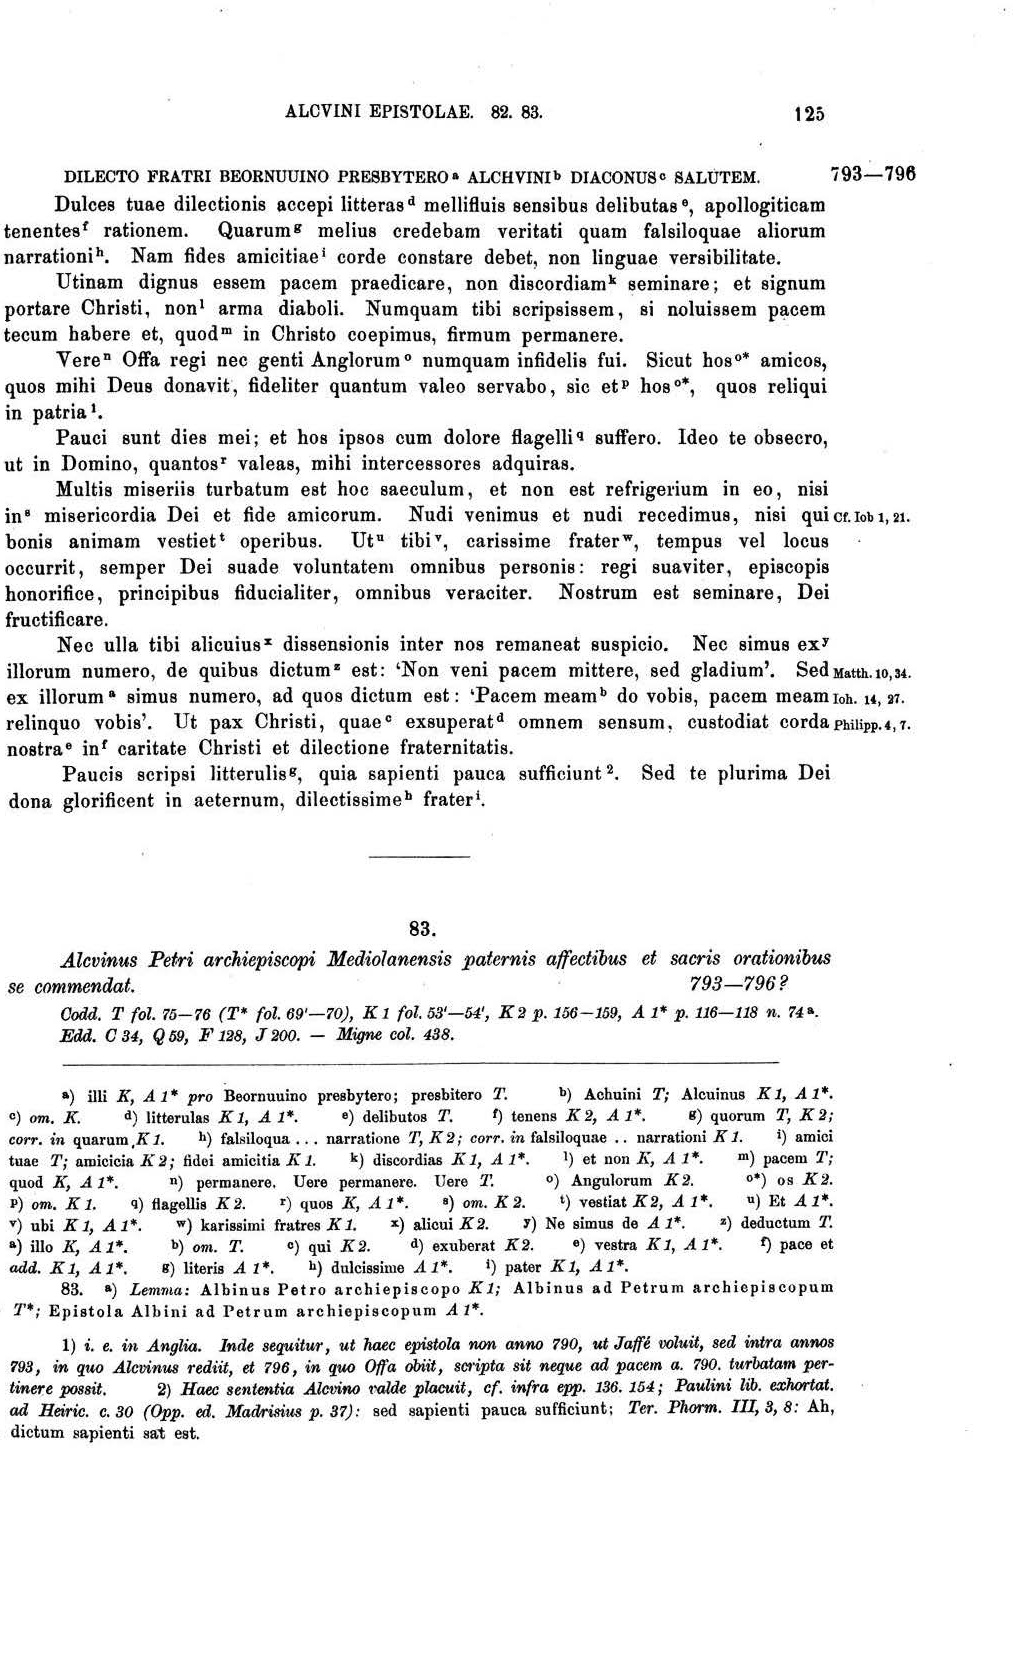 ALCVINI EPISTOLAE. 82. 83. 125
DILECTO FRATRI BEORNUUINO PRESBYTERO a ALCHVINI b DIACONUS c SALUTEM. 793—796
Dulces tuae dilectionis accepi litteras d mellifluis sensibus delibutas e, apollogiticam
tenentes f rationem. Quarum g melius credebam veritati quam falsiloquae aliorum
narrationi h. Nam fides amicitiae i corde constare debet, non linguae versibilitate.
Utinam dignus essem pacem praedicare, non discordiam k seminare; et signum
portare Christi, non l arma diaboli. Numquam tibi scripsissem, si noluissem pacem
tecum habere et, quod m in Christo coepimus, firmum permanere.
Vere n Offa regi nec genti Anglorum o numquam infidelis fui. Sicut hos o* amicos,
quos mihi Deus donavit, fideliter quantum valeo servabo, sic et p hos o*, quos reliqui
in patria 1.
Pauci sunt dies mei; et hos ipsos cum dolore flagelli q suffero. Ideo te obsecro,
ut in Domino, quantos r valeas, mihi intercessores adquiras.
Multis miseriis turbatum est hoc saeculum, et non est refrigerium in eo, nisi
in s misericordia Dei et fide amicorum. Nudi venimus et nudi recedimus, nisi qui Cf. Iob 1, 21.
bonis animam vestiet t operibus. Ut u tibi v, carissime frater w, tempus vel locus
occurrit, semper Dei suade voluntatem omnibus personis: regi suaviter, episcopis
honorifice, principibus fiducialiter, omnibus veraciter. Nostrum est seminare, Dei
fructificare.
Nec ulla tibi alicuius x dissensionis inter nos remaneat suspicio. Nec simus ex y
illorum numero, de quibus dictum z est: ‘Non veni pacem mittere, sed gladium’. Sed Matth. 10, 34.
ex illorum a simus numero, ad quos dictum est: ‘Pacem meam b do vobis, pacem meam Ioh. 14, 27.
relinquo vobis’. Ut pax Christi, quae c exsuperat d omnem sensum, custodiat corda Philipp. 4, 7.
nostra e in f caritate Christi et dilectione fraternitatis.
Paucis scripsi litterulis g, quia sapienti pauca sufficiunt 2. Sed te plurima Dei
dona glorificent in aeternum, dilectissime h frater i.
83.
Alcvinus Petri archiepiscopi Mediolanensis paternis affectibus et sacris orationibus
se commendat. 793—796?
Codd. T fol. 75—76 (T* fol. 69'—70), K 1 fol. 53'—54', K 2 p. 156—159, A 1* p. 116—118 n. 74 a.
Edd. C 34, Q 59, F 128, J 200. — Migne col. 438.
a) illi K, A 1* pro Beornuuino presbytero; presbitero T. b) Achuini T; Alcuinus K 1, A 1*.
c) om. K. d) litterulas K 1, A 1*. e) delibutos T. f) tenens K 2, A 1*. g) quorum T, K 2;
corr. in quarum K 1. h) falsiloqua ... narratione T, K 2; corr. in falsiloquae .. narrationi K 1. i) amici
tuae T; amicicia K 2; fidei amicitia K 1. k) discordias K 1, A 1*. l) et non K, A 1*. m) pacem T;
quod K, A 1*. n) permanere. Uere permanere. Uere T. o) Angulorum K 2. o*) os K 2.
p) om. K 1. q) flagellis K 2. r) quos K, A 1*. s) om. K 2. t) vestiat K 2, A 1*. u) Et A 1*.
v) ubi K 1, A 1*. w) karissimi fratres K 1. x) alicui K 2. y) Ne simus de A 1*. z) deductum T.
a) illo K, A 1*. b) om. T. c) qui K 2. d) exuberat K 2. e) vestra K 1, A 1*. f) pace et
add. K 1, A 1*. g) literis A 1*. h) dulcissime A 1*. i) pater K 1, A 1*.
83. a) Lemma: Albinus Petro archiepiscopo K 1; Albinus ad Petrum archiepiscopum
T*; Epistola Albini ad Petrum archiepiscopum A 1*.
1) i. e. in Anglia. Inde sequitur, ut haec epistola non anno 790, ut Jaffé voluit, sed intra annos
793, in quo Alcvinus rediit, et 796, in quo Offa obiit, scripta sit neque ad pacem a. 790. turbatam per-
tinere possit. 2) Haec sententia Alcvino valde placuit, cf. infra epp. 136. 154; Paulini lib. exhortat.
ad Heiric. c. 30 (Opp. ed. Madrisius p. 37): sed sapienti pauca sufficiunt; Ter. Phorm. III, 3, 8: Ah,
dictum sapienti sat est.